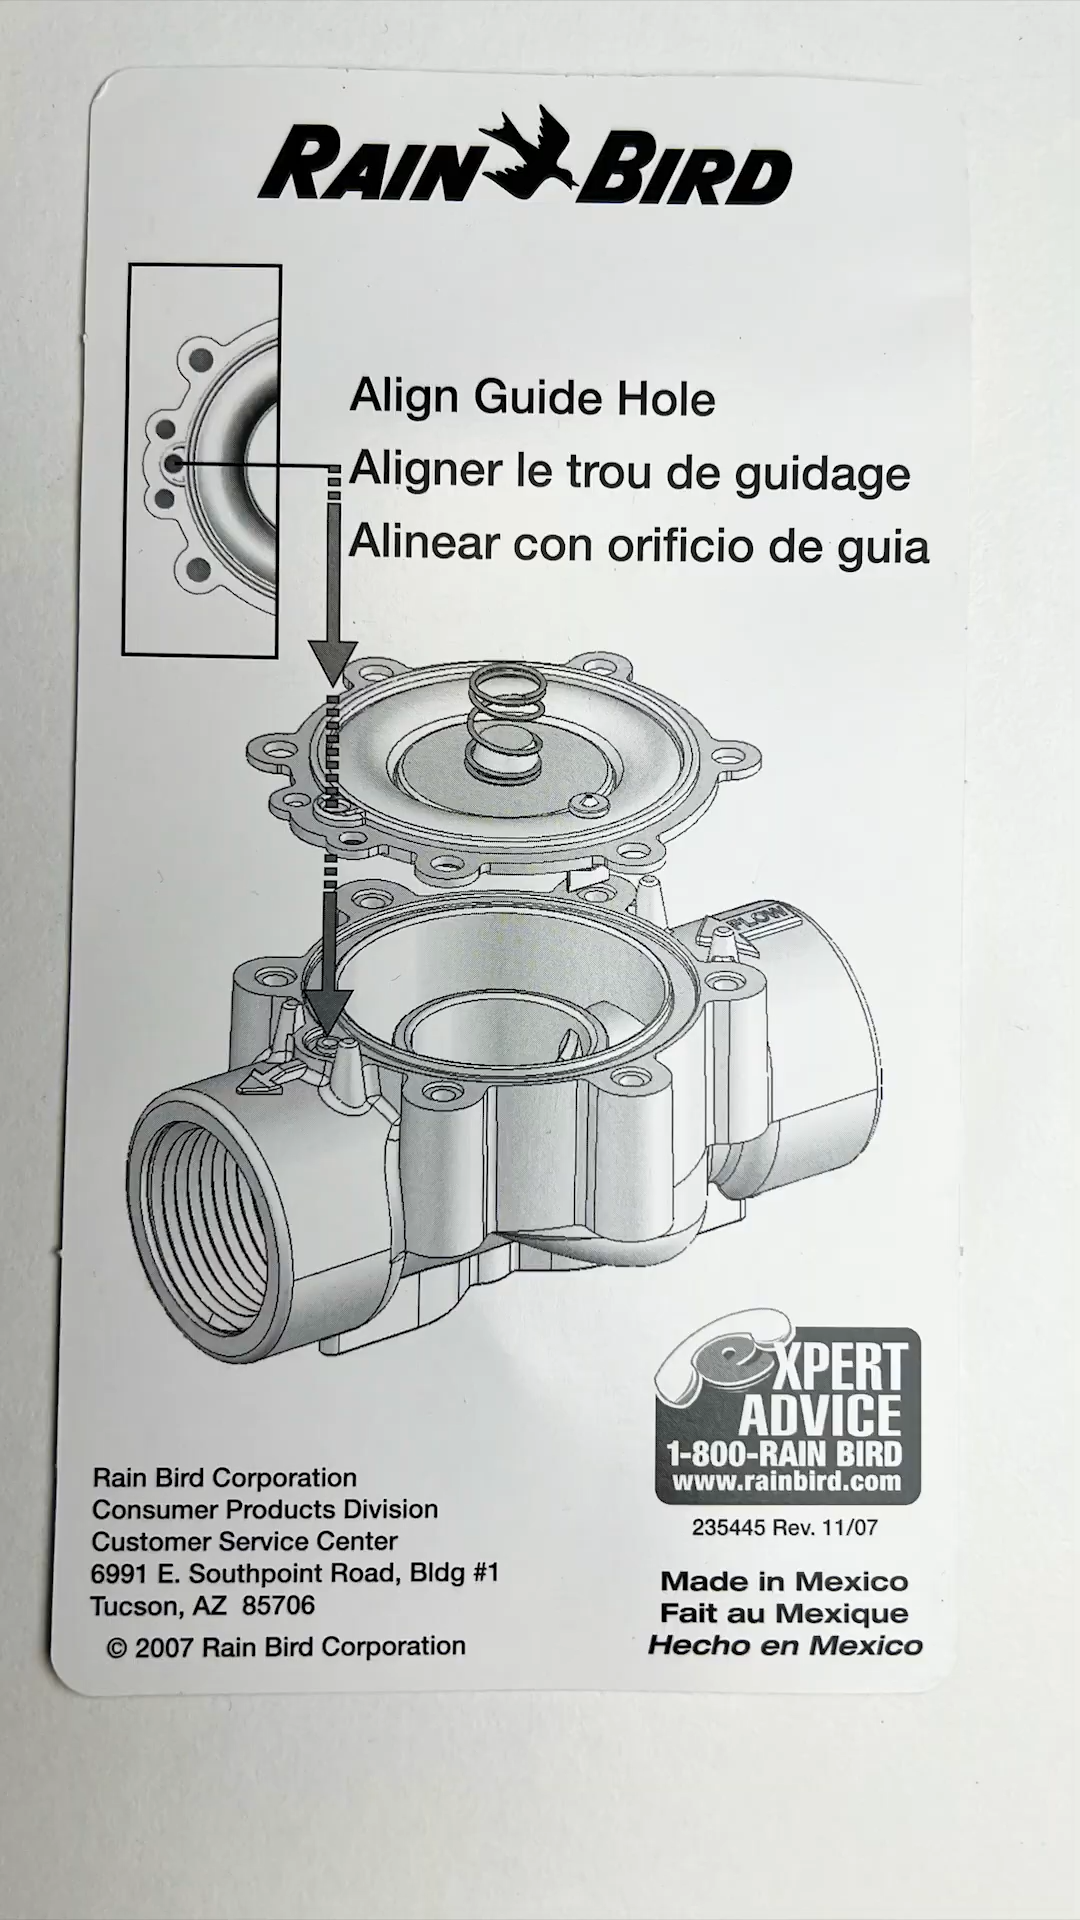 RAIN BIRD
Align Guide Hole
Aligner le trou de guidage
Alinear con orificio de guia
FLOW
eXPERT
ADVICE
1-800-RAIN BIRD
www.rainbird.com
235445 Rev. 11/07
Rain Bird Corporation
Consumer Products Division
Customer Service Center
6991 E. Southpoint Road, Bldg #1
Tucson, AZ 85706
© 2007 Rain Bird Corporation
Made in Mexico
Fait au Mexique
Hecho en Mexico